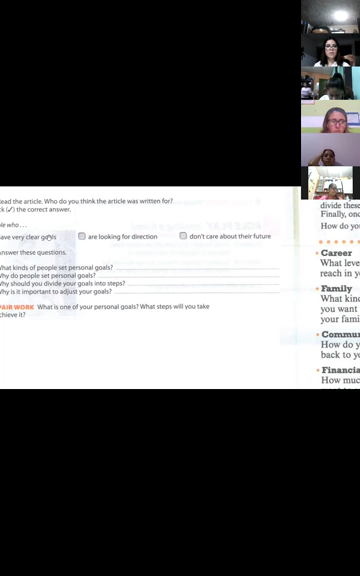 Read the article. Who do you think the article was written for?
ck (✓) the correct answer.
ple who . . .
ave very clear goals
are looking for direction
don't care about their future
Answer these questions.
What kinds of people set personal goals?
Why do people set personal goals?
Why should you divide your goals into steps?
Why is it important to adjust your goals?
PAIR WORK What is one of your personal goals? What steps will you take
chieve it?
divide these
Finally, onc
How do yo
• Career
What leve
reach in yo
• Family
What kind
you want
your fami
• Commu
How do y
back to yo
• Financia
How muc